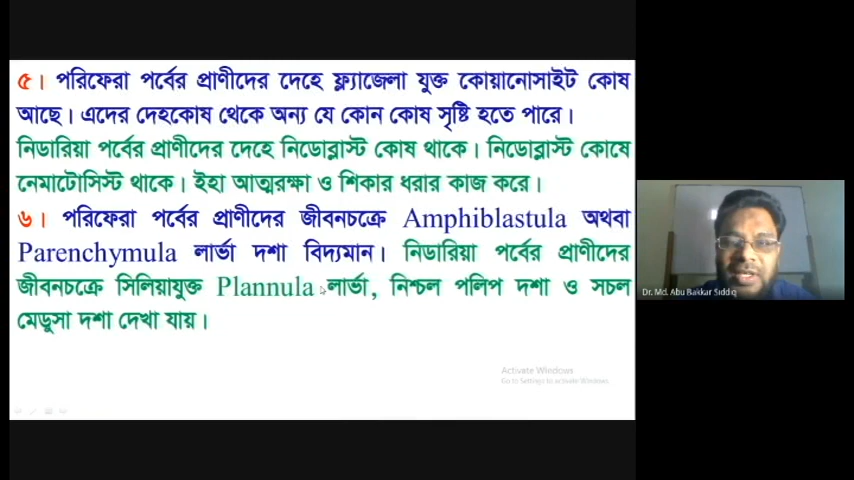 ৫। পরিফেরা পর্বের প্রাণীদের দেহে ফ্ল্যাজেলা যুক্ত কোয়ানোসাইট কোষ
আছে। এদের দেহকোষ থেকে অন্য যে কোন কোষ সৃষ্টি হতে পারে।
নিডারিয়া পর্বের প্রাণীদের দেহে নিডোব্লাস্ট কোষ থাকে। নিডোব্লাস্ট কোষে
নেমাটোসিস্ট থাকে। ইহা আত্মরক্ষা ও শিকার ধরার কাজ করে।
৬। পরিফেরা পর্বের প্রাণীদের জীবনচক্রে Amphiblastula অথবা
Parenchymula লার্ভা দশা বিদ্যমান। নিডারিয়া পর্বের প্রাণীদের
জীবনচক্রে সিলিয়াযুক্ত Plannula লার্ভা, নিশ্চল পলিপ দশা ও সচল
মেডুসা দশা দেখা যায়।
Activate Windows
Go to Settings to activate Windows.
Dr. Md. Abu Bakkar Siddiq